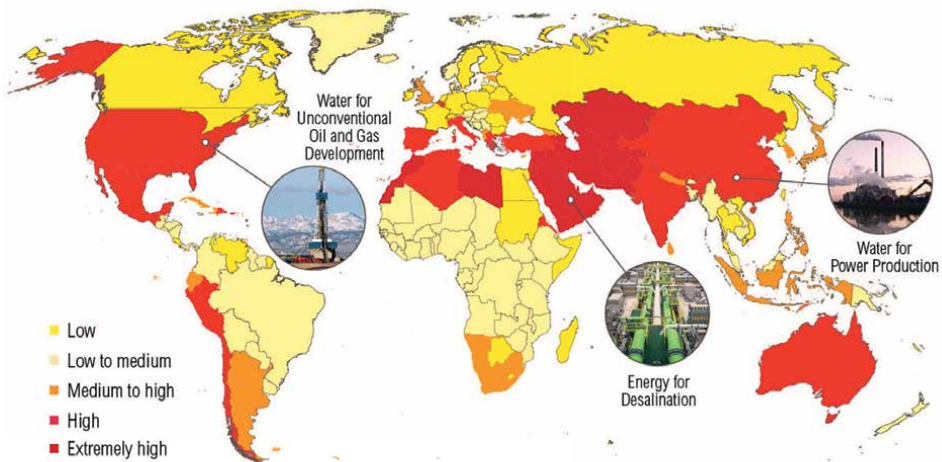 Water for
Unconventional
Oil and Gas
Development
Water for
Power Production
Energy for
Desalination
Low
Low to medium
Medium to high
High
Extremely high